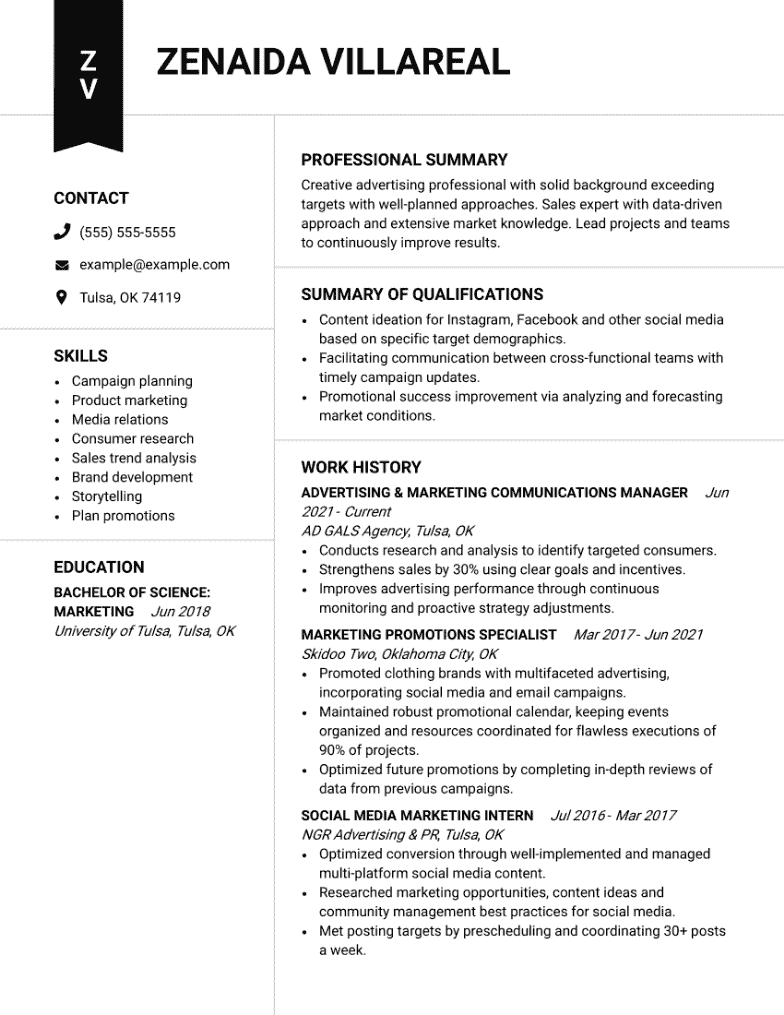 Z
V
ZENAIDA VILLAREAL
CONTACT
(555) 555-5555
example@example.com
Tulsa, OK 74119
SKILLS
• Campaign planning
• Product marketing
• Media relations
• Consumer research
• Sales trend analysis
• Brand development
• Storytelling
• Plan promotions
EDUCATION
BACHELOR OF SCIENCE:
MARKETING Jun 2018
University of Tulsa, Tulsa, OK
PROFESSIONAL SUMMARY
Creative advertising professional with solid background exceeding
targets with well-planned approaches. Sales expert with data-driven
approach and extensive market knowledge. Lead projects and teams
to continuously improve results.
SUMMARY OF QUALIFICATIONS
• Content ideation for Instagram, Facebook and other social media
based on specific target demographics.
• Facilitating communication between cross-functional teams with
timely campaign updates.
• Promotional success improvement via analyzing and forecasting
market conditions.
WORK HISTORY
ADVERTISING & MARKETING COMMUNICATIONS MANAGER Jun
2021- Current
AD GALS Agency, Tulsa, OK
• Conducts research and analysis to identify targeted consumers.
• Strengthens sales by 30% using clear goals and incentives.
• Improves advertising performance through continuous
monitoring and proactive strategy adjustments.
MARKETING PROMOTIONS SPECIALIST Mar 2017- Jun 2021
Skidoo Two, Oklahoma City, OK
• Promoted clothing brands with multifaceted advertising,
incorporating social media and email campaigns.
• Maintained robust promotional calendar, keeping events
organized and resources coordinated for flawless executions of
90% of projects.
• Optimized future promotions by completing in-depth reviews of
data from previous campaigns.
SOCIAL MEDIA MARKETING INTERN Jul 2016- Mar 2017
NGR Advertising & PR, Tulsa, OK
• Optimized conversion through well-implemented and managed
multi-platform social media content.
• Researched marketing opportunities, content ideas and
community management best practices for social media.
• Met posting targets by prescheduling and coordinating 30+ posts
a week.